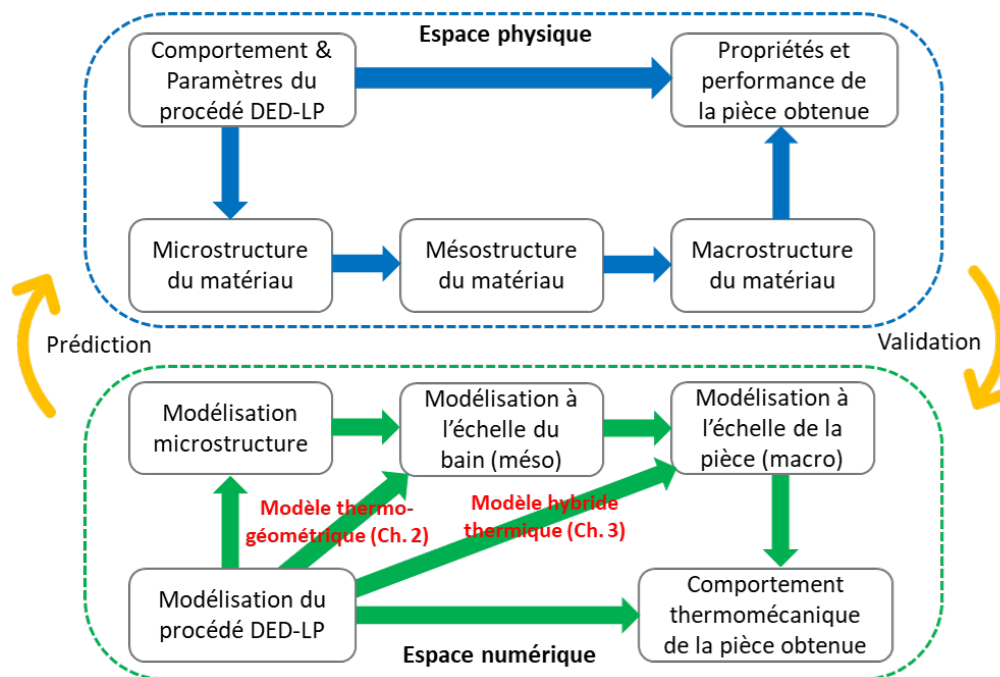 Espace physique
Comportement &
Paramètres du
procédé DED-LP
Propriétés et
performance de
la pièce obtenue
Microstructure
du matériau
Mésostructure
du matériau
Macrostructure
du matériau
Prédiction
Validation
Modélisation
microstructure
Modélisation à
l’échelle du
bain (méso)
Modélisation à
l’échelle de la
pièce (macro)
Modèle thermo-
géométrique (Ch. 2)
Modèle hybride
thermique (Ch. 3)
Modélisation du
procédé DED-LP
Comportement
thermomécanique
de la pièce obtenue
Espace numérique